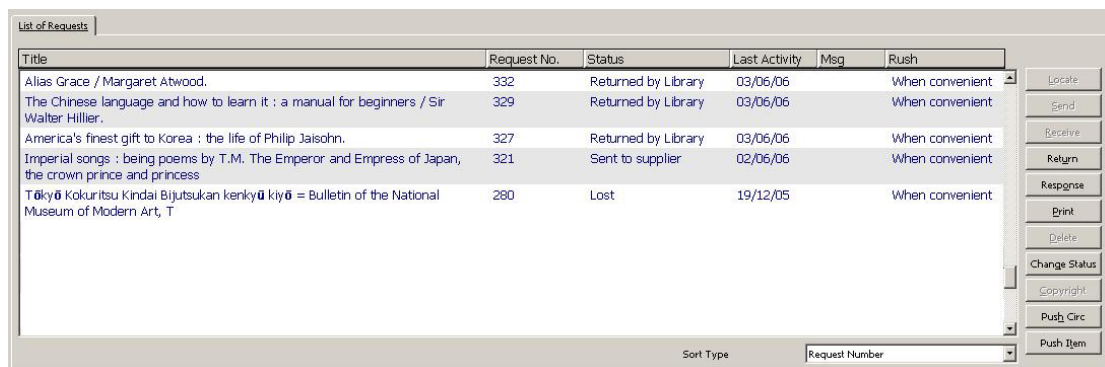 List of Requests
Title Request No. Status Last Activity Msg Rush
Alias Grace / Margaret Atwood. 332 Returned by Library 03/06/06 When convenient
The Chinese language and how to learn it : a manual for beginners / Sir 329 Returned by Library 03/06/06 When convenient
Walter Hillier.
America's finest gift to Korea : the life of Philip Jaisohn. 327 Returned by Library 03/06/06 When convenient
Imperial songs : being poems by T.M. The Emperor and Empress of Japan, 321 Sent to supplier 02/06/06 When convenient
the crown prince and princess
Tōkyō Kokuritsu Kindai Bijutsukan kenkyū kiyō = Bulletin of the National 280 Lost 19/12/05 When convenient
Museum of Modern Art, T
Locate
Send
Receive
Return
Response
Print
Delete
Change Status
Copyright
Push Circ
Push Item
Sort Type Request Number